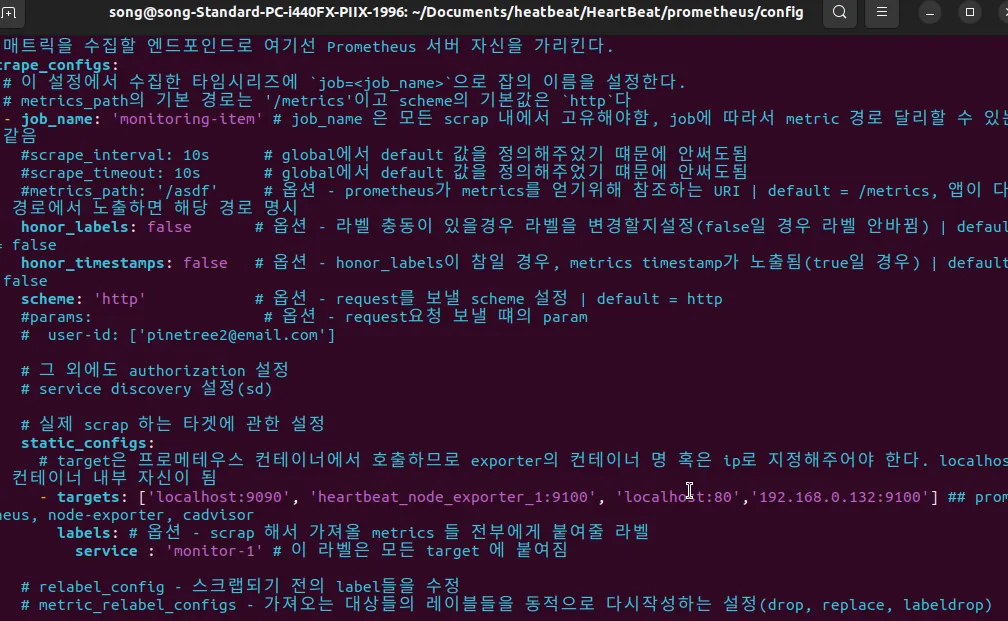 song@song-Standard-PC-i440FX-PIIX-1996: ~/Documents/heatbeat/HeartBeat/prometheus/config
매트릭을 수집할 엔드포인드로 여기선 Prometheus 서버 자신을 가리킨다.
rape_configs:
# 이 설정에서 수집한 타임시리즈에 `job=<job_name>`으로 잡의 이름을 설정한다.
# metrics_path의 기본 경로는 '/metrics'이고 scheme의 기본값은 `http`다
- job_name: 'monitoring-item' # job_name 은 모든 scrap 내에서 고유해야함, job에 따라서 metric 경로 달리할 수 있는
같음
#scrape_interval: 10s # global에서 default 값을 정의해주었기 떄문에 안써도됨
#scrape_timeout: 10s # global에서 default 값을 정의해주었기 떄문에 안써도됨
#metrics_path: '/asdf' # 옵션 - prometheus가 metrics를 얻기위해 참조하는 URI | default = /metrics, 앱이 다
경로에서 노출하면 해당 경로 명시
honor_labels: false # 옵션 - 라벨 충동이 있을경우 라벨을 변경할지설정(false일 경우 라벨 안바뀜) | defaul
= false
honor_timestamps: false # 옵션 - honor_labels이 참일 경우, metrics timestamp가 노출됨(true일 경우) | default
false
scheme: 'http' # 옵션 - request를 보낼 scheme 설정 | default = http
#params: # 옵션 - request요청 보낼 떄의 param
# user-id: ['pinetree2@email.com']
# 그 외에도 authorization 설정
# service discovery 설정(sd)
# 실제 scrap 하는 타겟에 관한 설정
static_configs:
# target은 프로메테우스 컨테이너에서 호출하므로 exporter의 컨테이너 명 혹은 ip로 지정해주어야 한다. localhos
컨테이너 내부 자신이 됨
- targets: ['localhost:9090', 'heartbeat_node_exporter_1:9100', 'localhost:80','192.168.0.132:9100'] ## prom
eus, node-exporter, cadvisor
labels: # 옵션 - scrap 해서 가져올 metrics 들 전부에게 붙여줄 라벨
service : 'monitor-1' # 이 라벨은 모든 target 에 붙여짐
# relabel_config - 스크랩되기 전의 label들을 수정
# metric_relabel_configs - 가져오는 대상들의 레이블들을 동적으로 다시작성하는 설정(drop, replace, labeldrop)